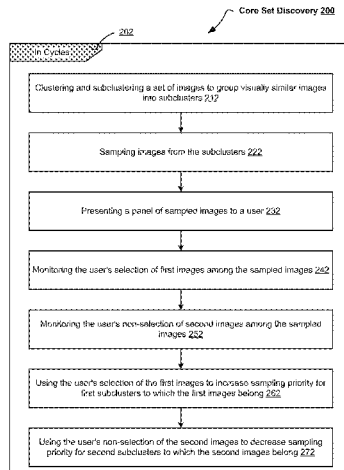 Core Set Discovery 200
202
In Cycles
Clustering and subclustering a set of images to group visually similar images
into subclusters 212
Sampling images from the subclusters 222
Presenting a panel of sampled images to a user 232
Monitoring the user's selection of first images among the sampled images 242
Monitoring the user's non-selection of second images among the sampled
images 252
Using the user's selection of the first images to increase sampling priority for
first subclusters to which the first images belong 262
Using the user's non-selection of the second images to decrease sampling
priority for second subclusters to which the second images belong 272